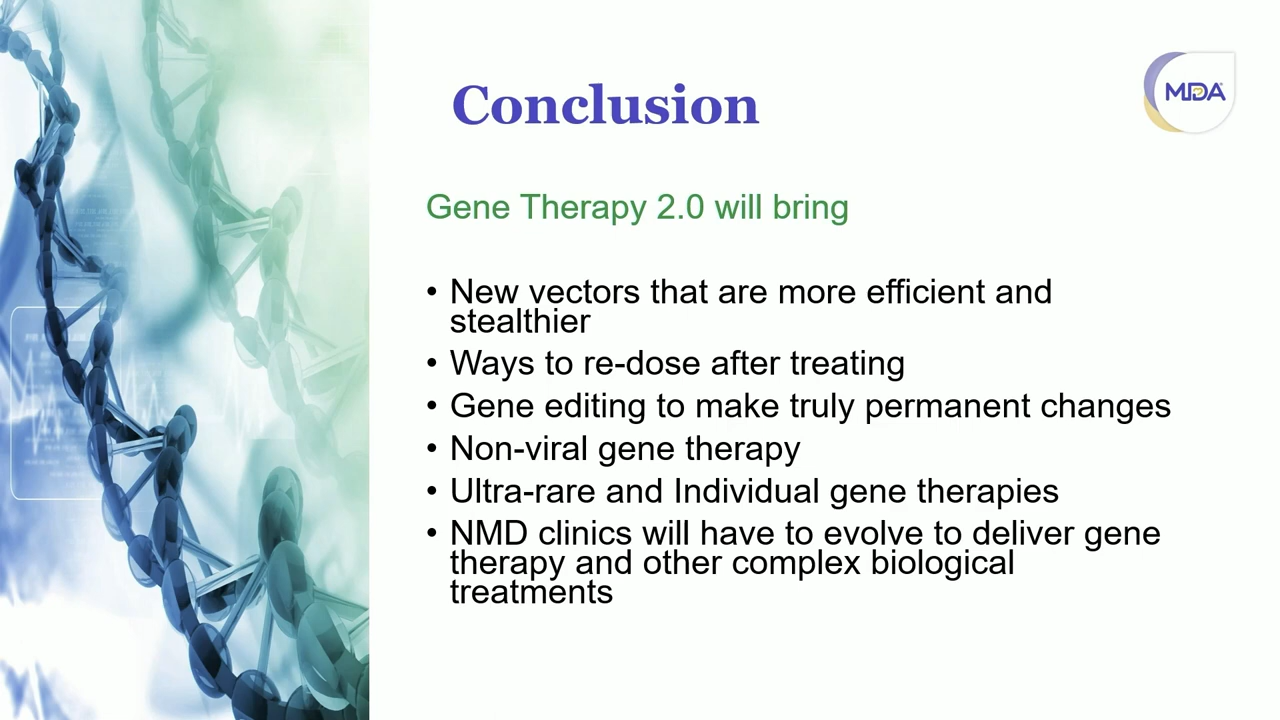 Conclusion
MDA
Gene Therapy 2.0 will bring
• New vectors that are more efficient and
stealthier
• Ways to re-dose after treating
• Gene editing to make truly permanent changes
• Non-viral gene therapy
• Ultra-rare and Individual gene therapies
• NMD clinics will have to evolve to deliver gene
therapy and other complex biological
treatments